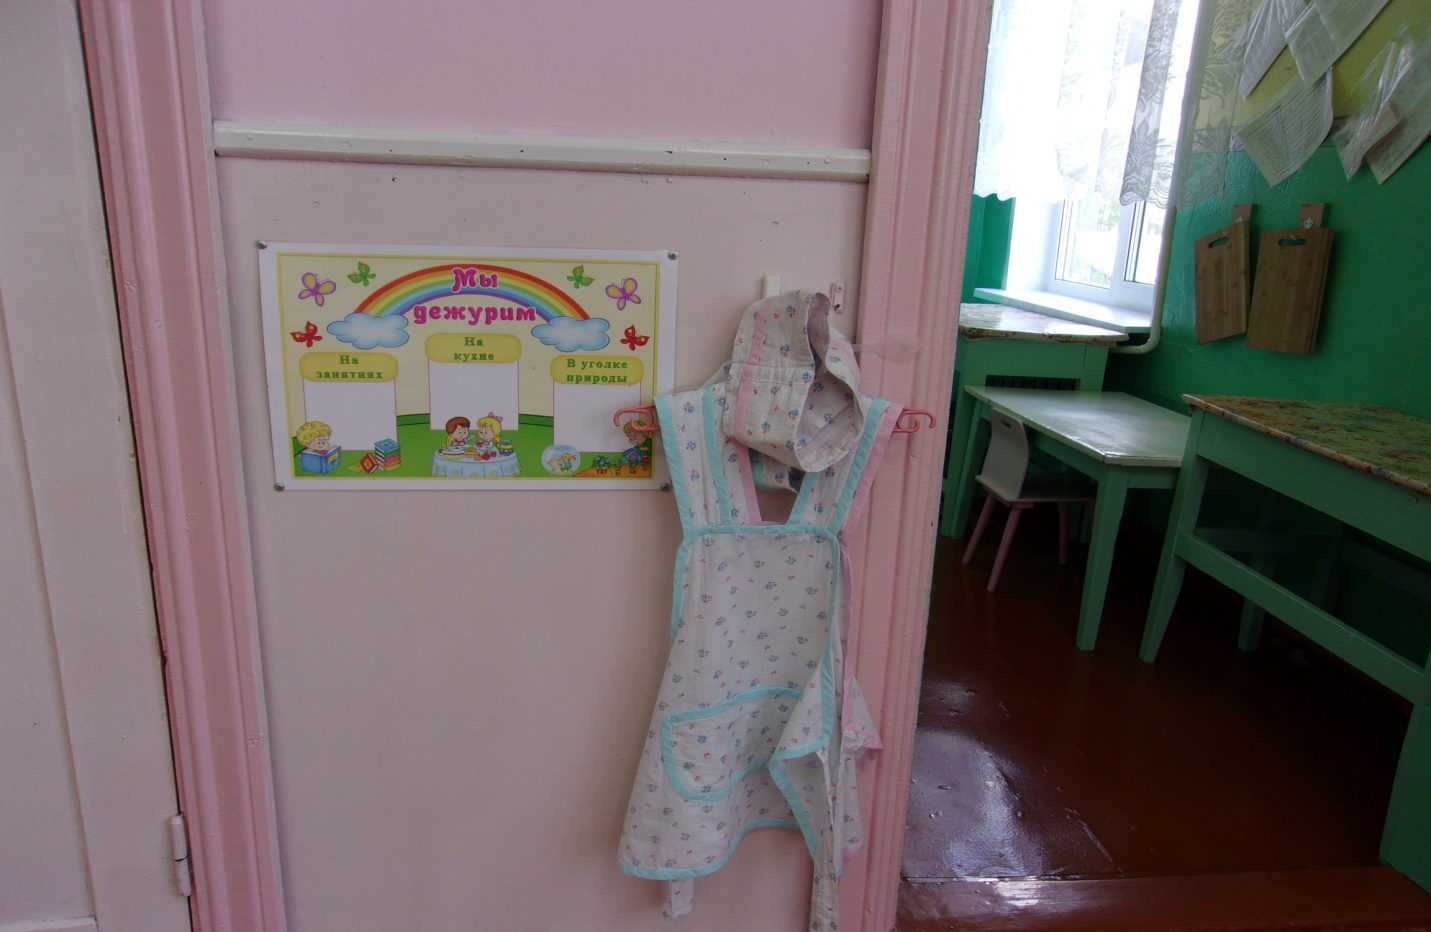 Мы
дежурим
На
занятиях
На
кухне
В уголке
природы